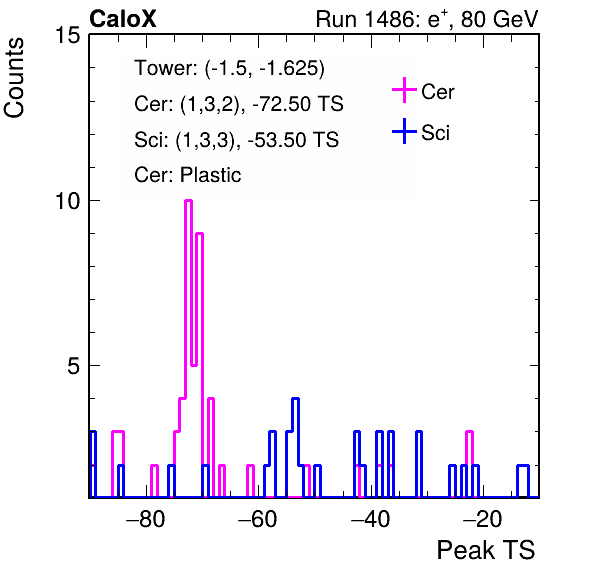 CaloX Run 1486: e⁺, 80 GeV
Counts
15
10
5
Tower: (-1.5, -1.625)
Cer: (1,3,2), -72.50 TS
Sci: (1,3,3), -53.50 TS
Cer: Plastic
Cer
Sci
−80 −60 −40 −20
Peak TS